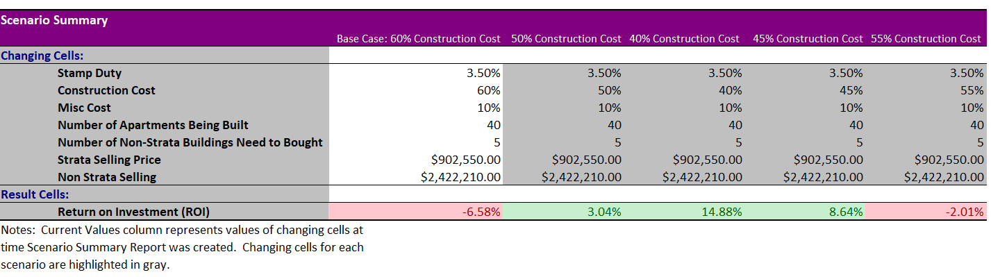 Scenario Summary
Base Case: 60% Construction Cost 50% Construction Cost 40% Construction Cost 45% Construction Cost 55% Construction Cost
Changing Cells:
Stamp Duty 3.50% 3.50% 3.50% 3.50% 3.50%
Construction Cost 60% 50% 40% 45% 55%
Misc Cost 10% 10% 10% 10% 10%
Number of Apartments Being Built 40 40 40 40 40
Number of Non-Strata Buildings Need to Bought 5 5 5 5 5
Strata Selling Price $902,550.00 $902,550.00 $902,550.00 $902,550.00 $902,550.00
Non Strata Selling $2,422,210.00 $2,422,210.00 $2,422,210.00 $2,422,210.00 $2,422,210.00
Result Cells:
Return on Investment (ROI) -6.58% 3.04% 14.88% 8.64% -2.01%
Notes: Current Values column represents values of changing cells at
time Scenario Summary Report was created. Changing cells for each
scenario are highlighted in gray.